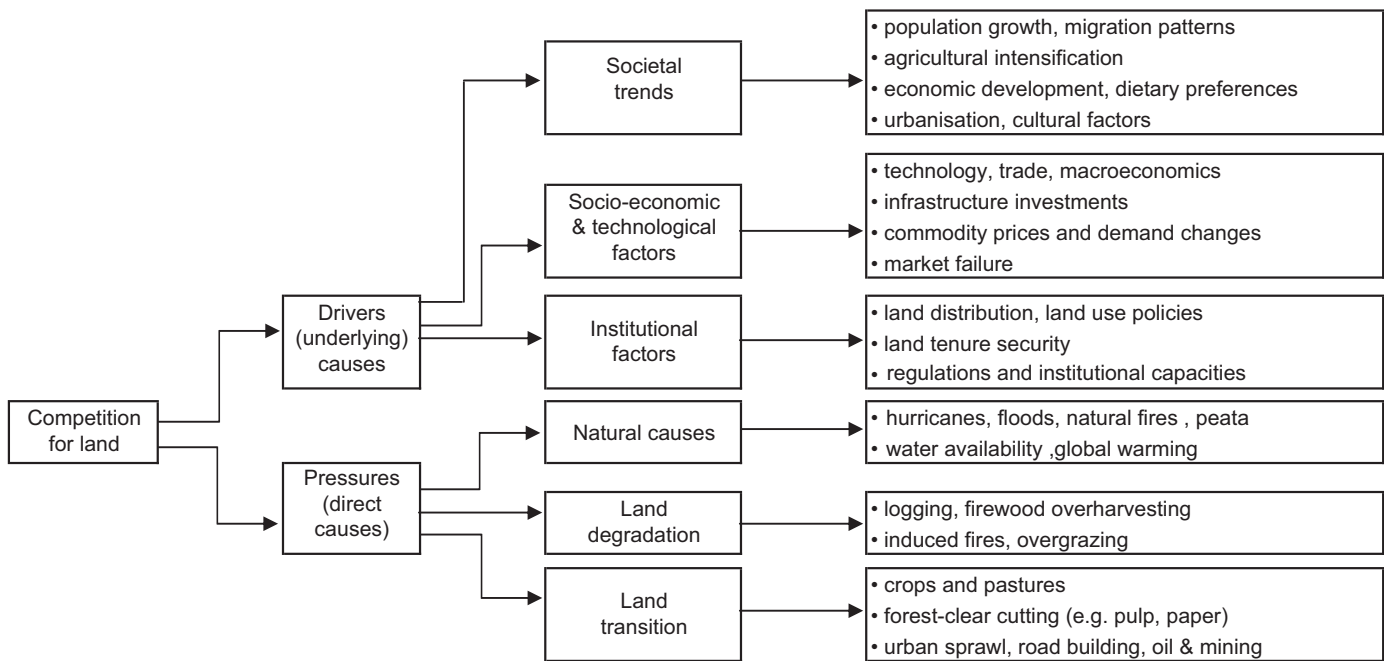 Societal
trends
• population growth, migration patterns
• agricultural intensification
• economic development, dietary preferences
• urbanisation, cultural factors
Socio-economic
& technological
factors
• technology, trade, macroeconomics
• infrastructure investments
• commodity prices and demand changes
• market failure
Drivers
(underlying)
causes
Institutional
factors
• land distribution, land use policies
• land tenure security
• regulations and institutional capacities
Competition
for land
Natural causes
• hurricanes, floods, natural fires , peata
• water availability ,global warming
Pressures
(direct
causes)
Land
degradation
• logging, firewood overharvesting
• induced fires, overgrazing
Land
transition
• crops and pastures
• forest-clear cutting (e.g. pulp, paper)
• urban sprawl, road building, oil & mining